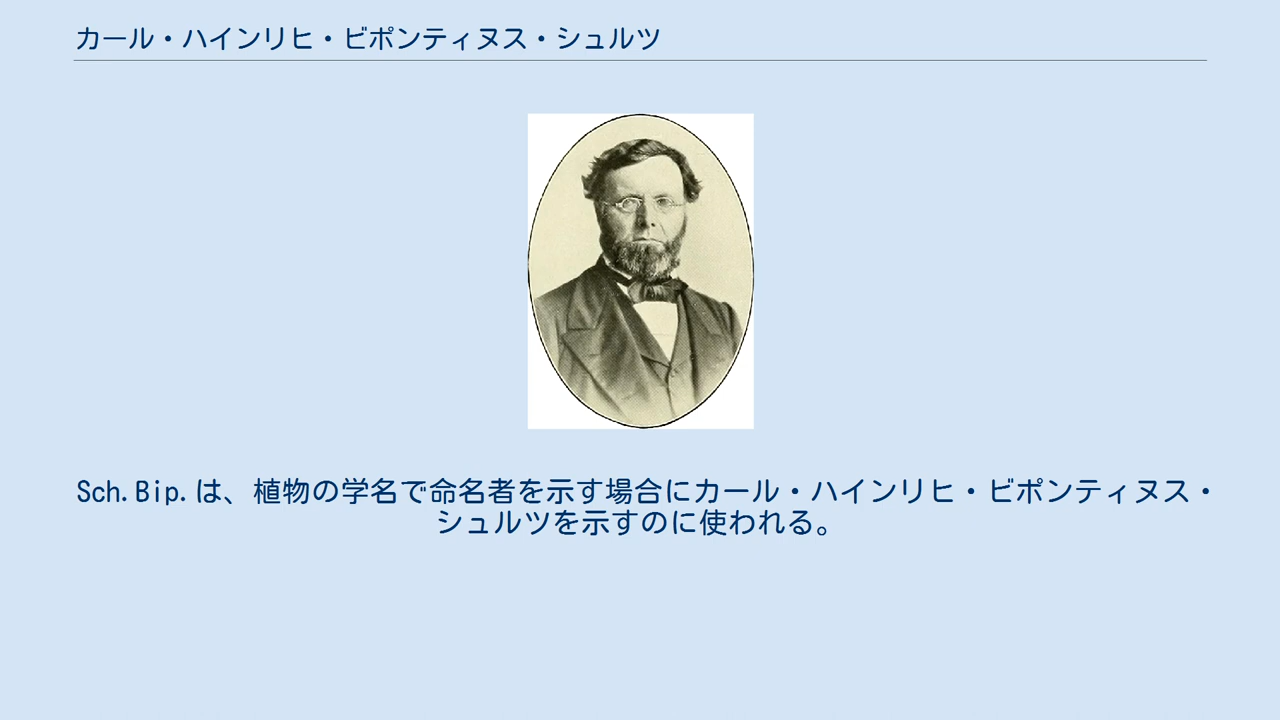 カール・ハインリヒ・ビポンティヌス・シュルツ
Sch.Bip.は、植物の学名で命名者を示す場合にカール・ハインリヒ・ビポンティヌス・
シュルツを示すのに使われる。